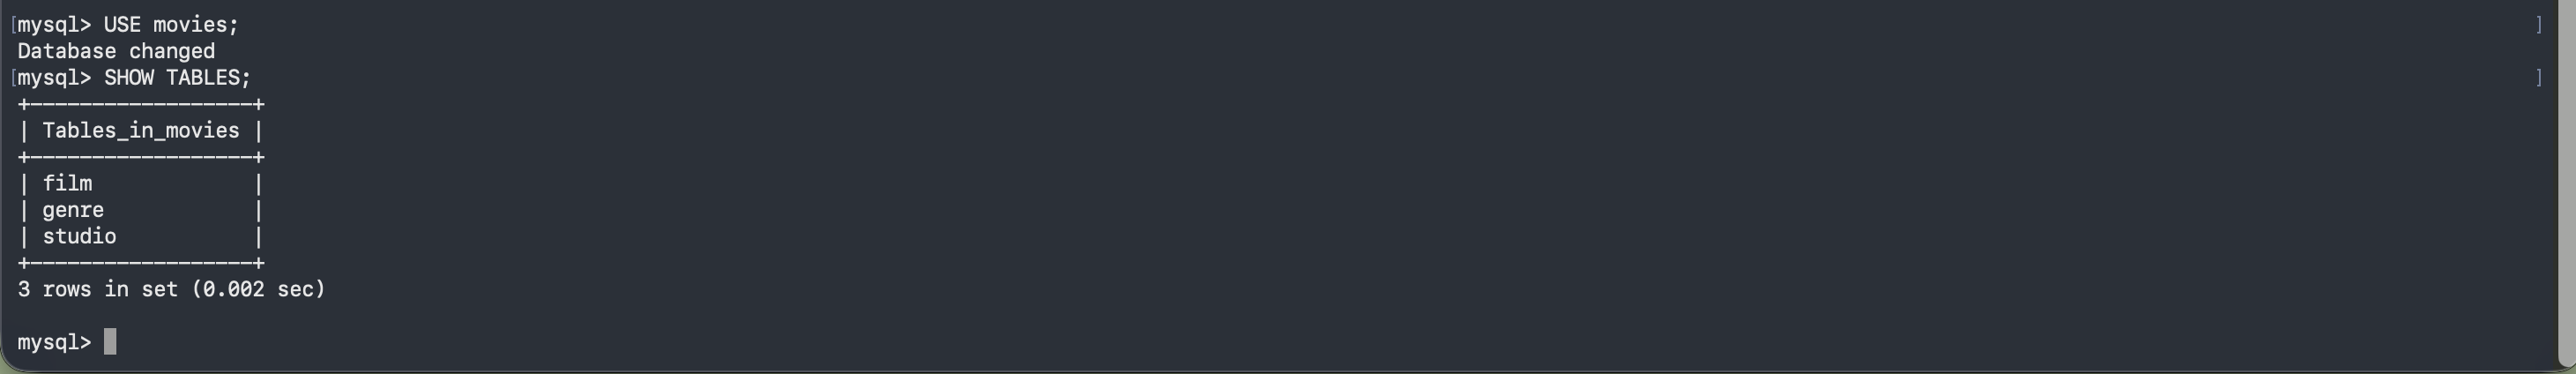 [mysql> USE movies; ]
Database changed
[mysql> SHOW TABLES; ]
+------------------+
| Tables_in_movies |
+------------------+
| film             |
| genre            |
| studio           |
+------------------+
3 rows in set (0.002 sec)
mysql>